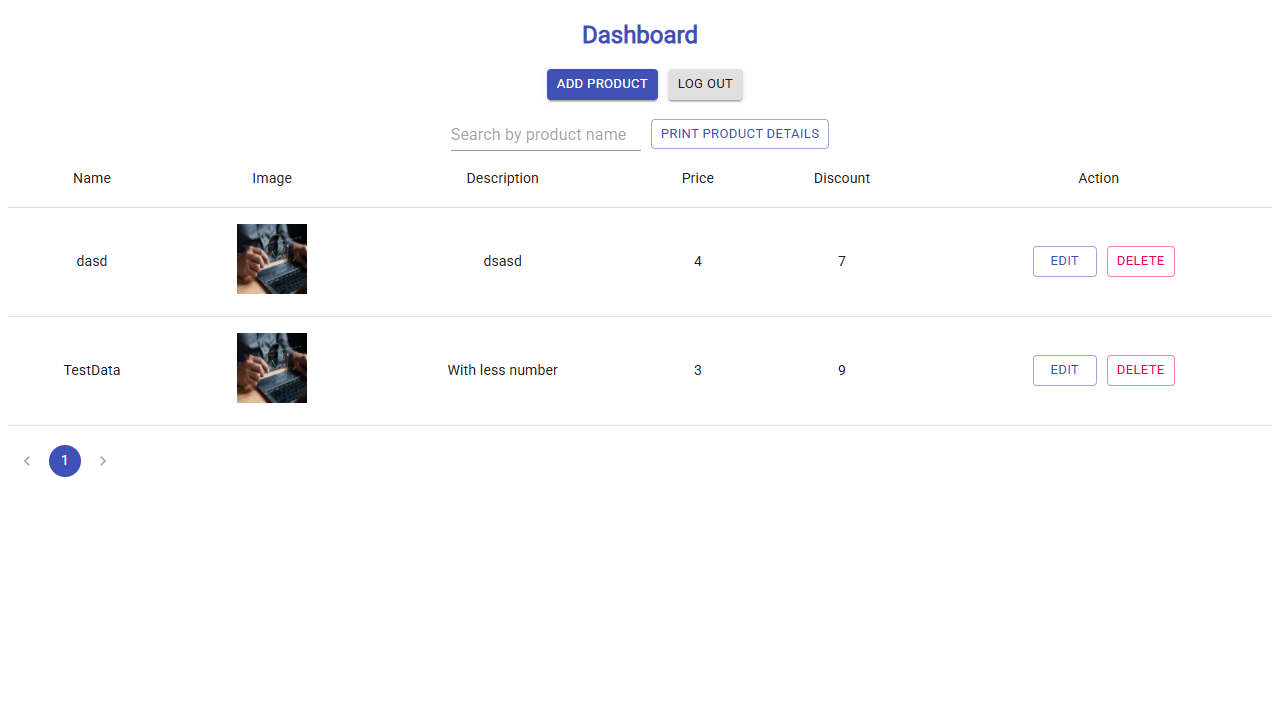 Dashboard
ADD PRODUCT LOG OUT
Search by product name PRINT PRODUCT DETAILS
Name Image Description Price Discount Action
dasd dsasd 4 7 EDIT DELETE
TestData With less number 3 9 EDIT DELETE
1